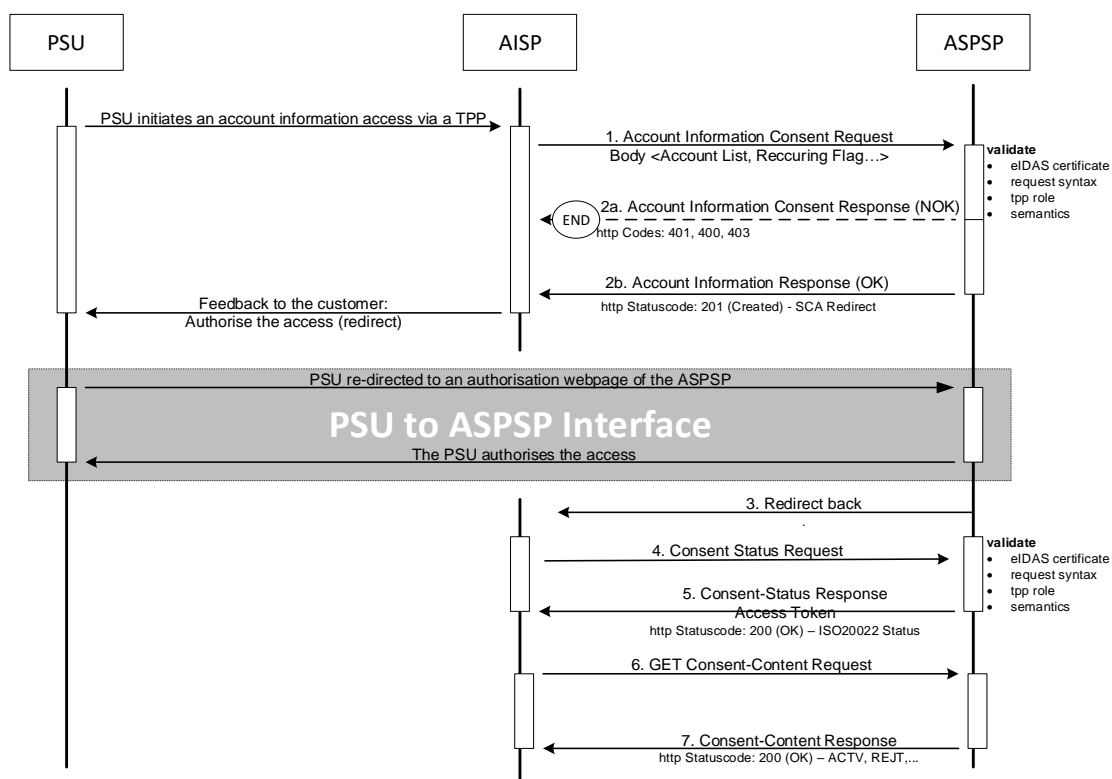 PSU
AISP
ASPSP
PSU initiates an account information access via a TPP
1. Account Information Consent Request
Body <Account List, Reccuring Flag…>
validate
• eIDAS certificate
• request syntax
• tpp role
• semantics
2a. Account Information Consent Response (NOK)
END
http Codes: 401, 400, 403
2b. Account Information Response (OK)
http Statuscode: 201 (Created) - SCA Redirect
Feedback to the customer:
Authorise the access (redirect)
PSU re-directed to an authorisation webpage of the ASPSP
PSU to ASPSP Interface
The PSU authorises the access
3. Redirect back
.
4. Consent Status Request
validate
• eIDAS certificate
• request syntax
• tpp role
• semantics
5. Consent-Status Response
Access Token
http Statuscode: 200 (OK) – ISO20022 Status
6. GET Consent-Content Request
7. Consent-Content Response
http Statuscode: 200 (OK) – ACTV, REJT,...